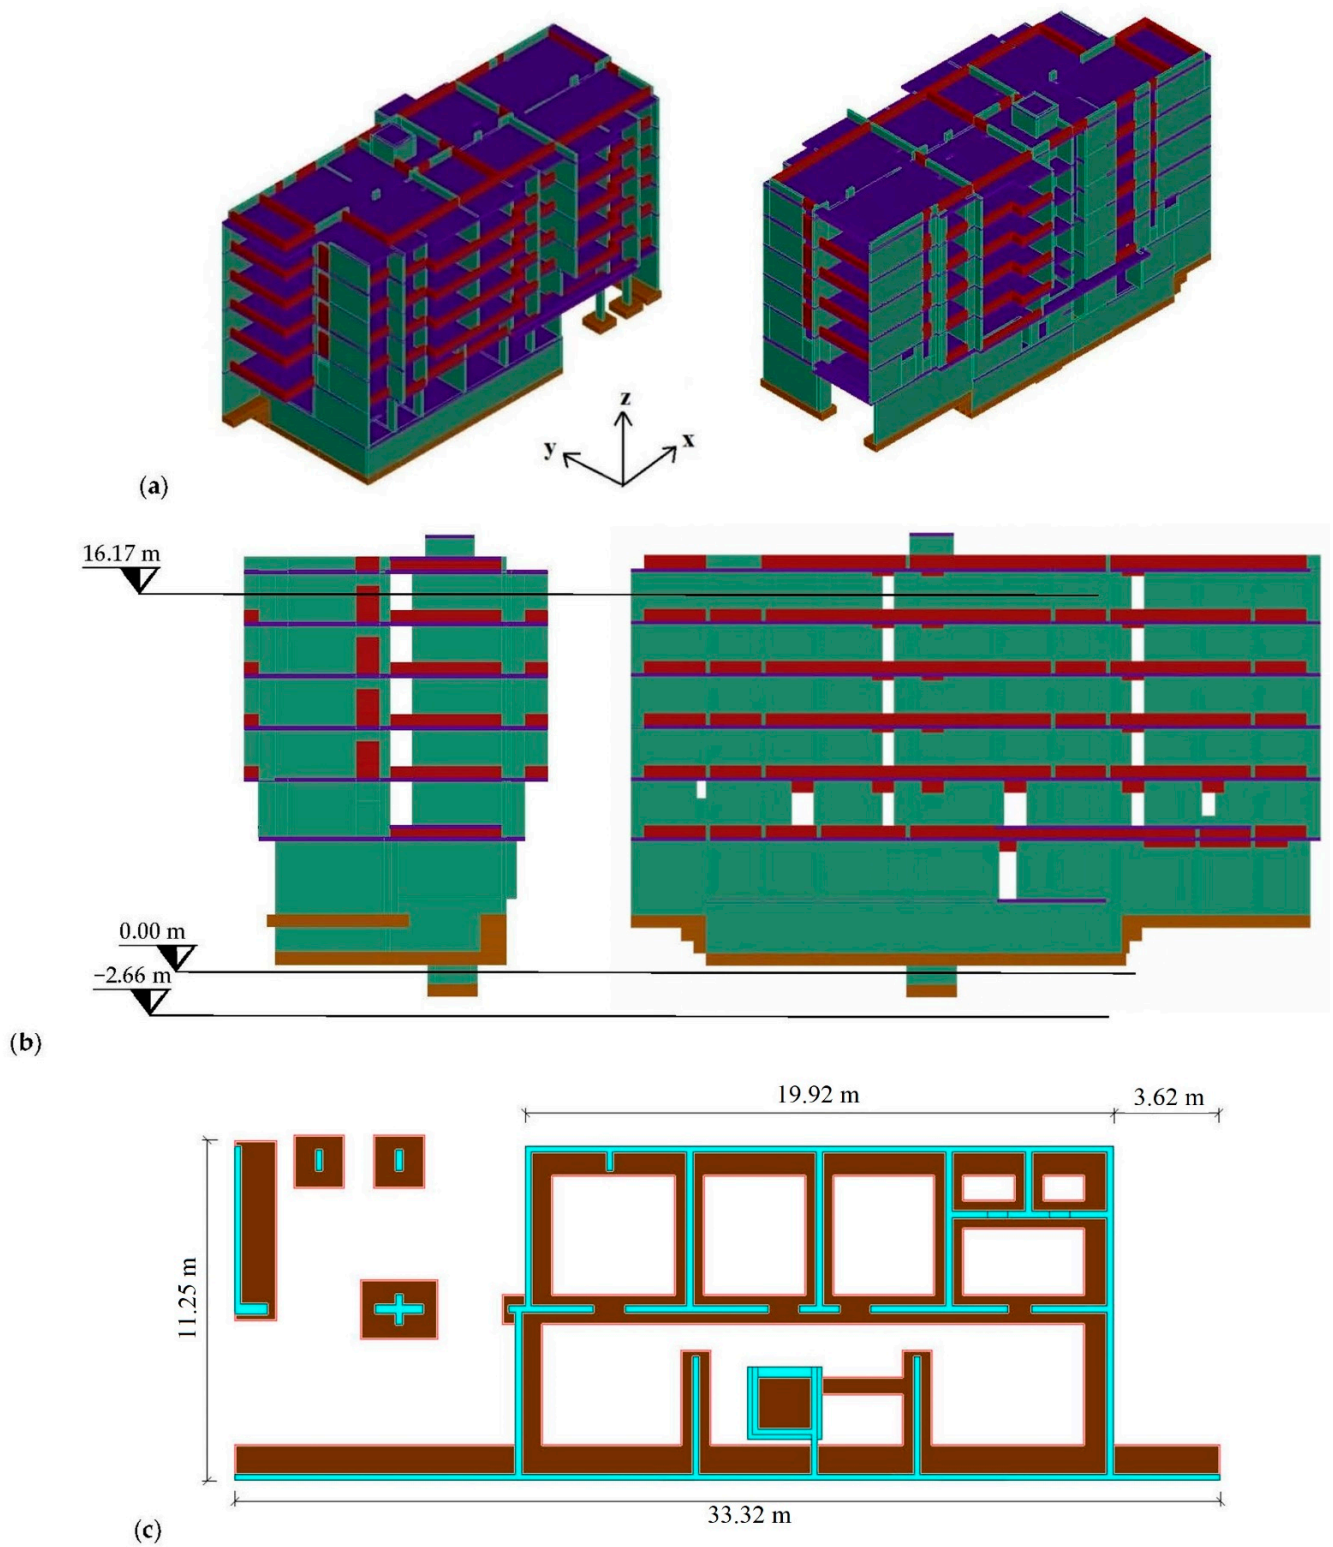 z
y
x
(a)
16.17 m
0.00 m
−2.66 m
(b)
19.92 m
3.62 m
11.25 m
33.32 m
(c)